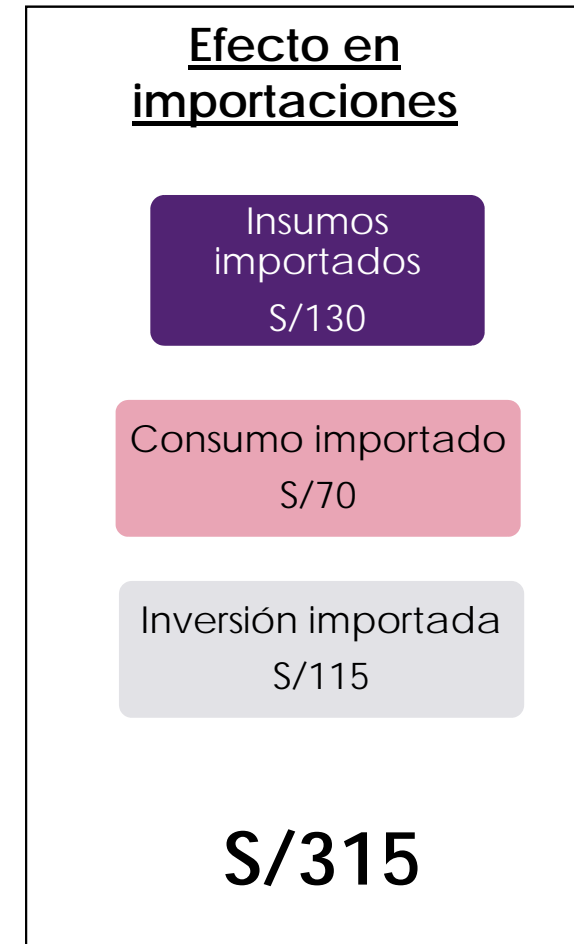 Efecto en
importaciones
Insumos
importados
S/130
Consumo importado
S/70
Inversión importada
S/115
S/315